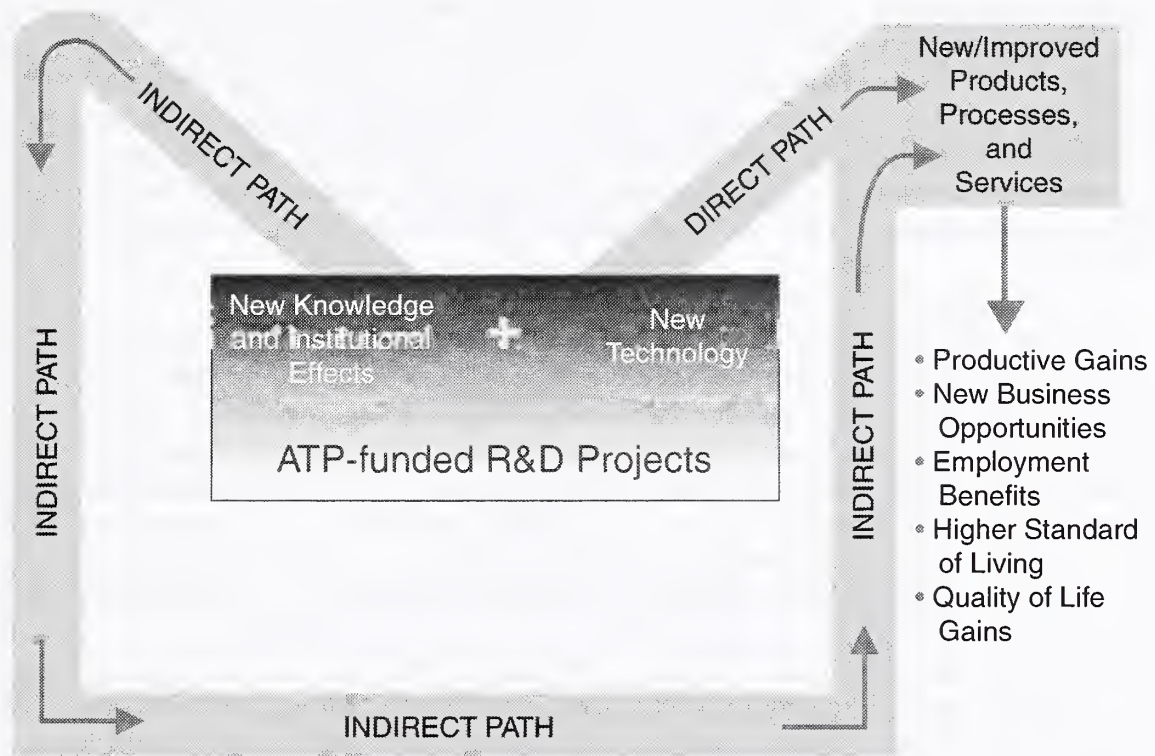 INDIRECT PATH
DIRECT PATH
New/Improved
Products,
Processes,
and
Services
New Knowledge
and Institutional
Effects
+
New
Technology
ATP-funded R&D Projects
INDIRECT PATH
INDIRECT PATH
INDIRECT PATH
• Productive Gains
• New Business
Opportunities
• Employment
Benefits
• Higher Standard
of Living
• Quality of Life
Gains